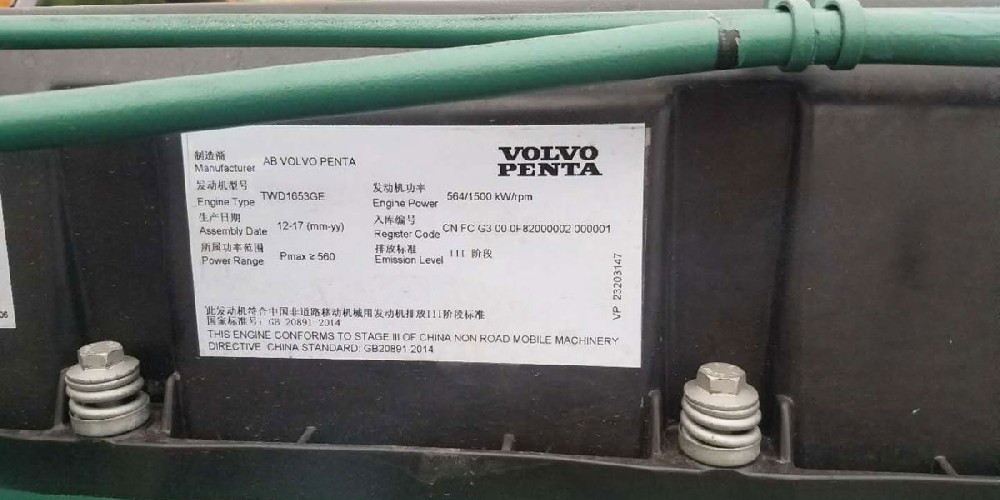 制造商
Manufacturer AB VOLVO PENTA
VOLVO
PENTA
发动机型号
Engine Type TWD1653GE
发动机功率
Engine Power 564/1500 kW/rpm
生产日期
Assembly Date 12-17 (mm-yy)
入库编号
Register Code CN FC G3 00 0F82000002 000001
所属功率范围
Power Range Pmax ≥ 560
排放标准
Emission Level III 阶段
VP 23203147
此发动机符合中国非道路移动机械用发动机排放III阶段标准
国家标准号: GB 20891-2014
THIS ENGINE CONFORMS TO STAGE III OF CHINA NON ROAD MOBILE MACHINERY
DIRECTIVE, CHINA STANDARD: GB20891-2014
06